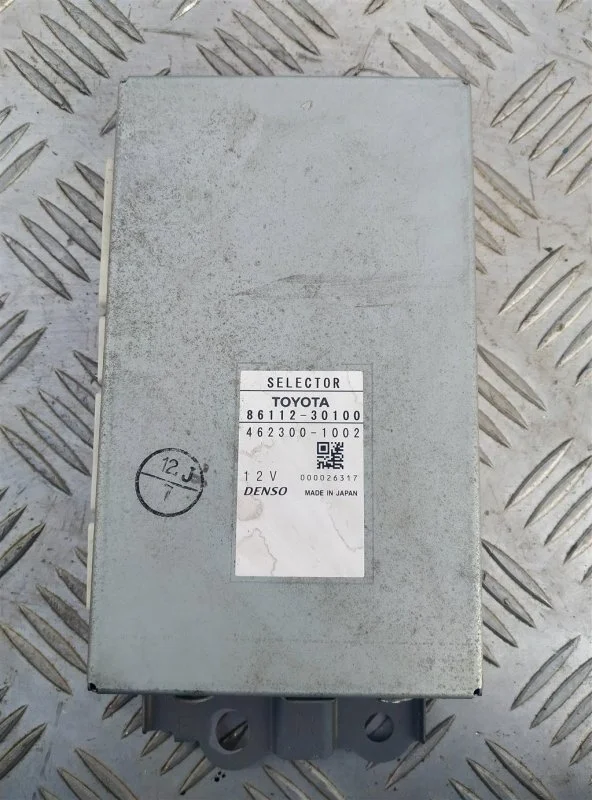 SELECTOR
TOYOTA
86112-30100
462300-1002
12V 000026317
DENSO MADE IN JAPAN
12.J
7